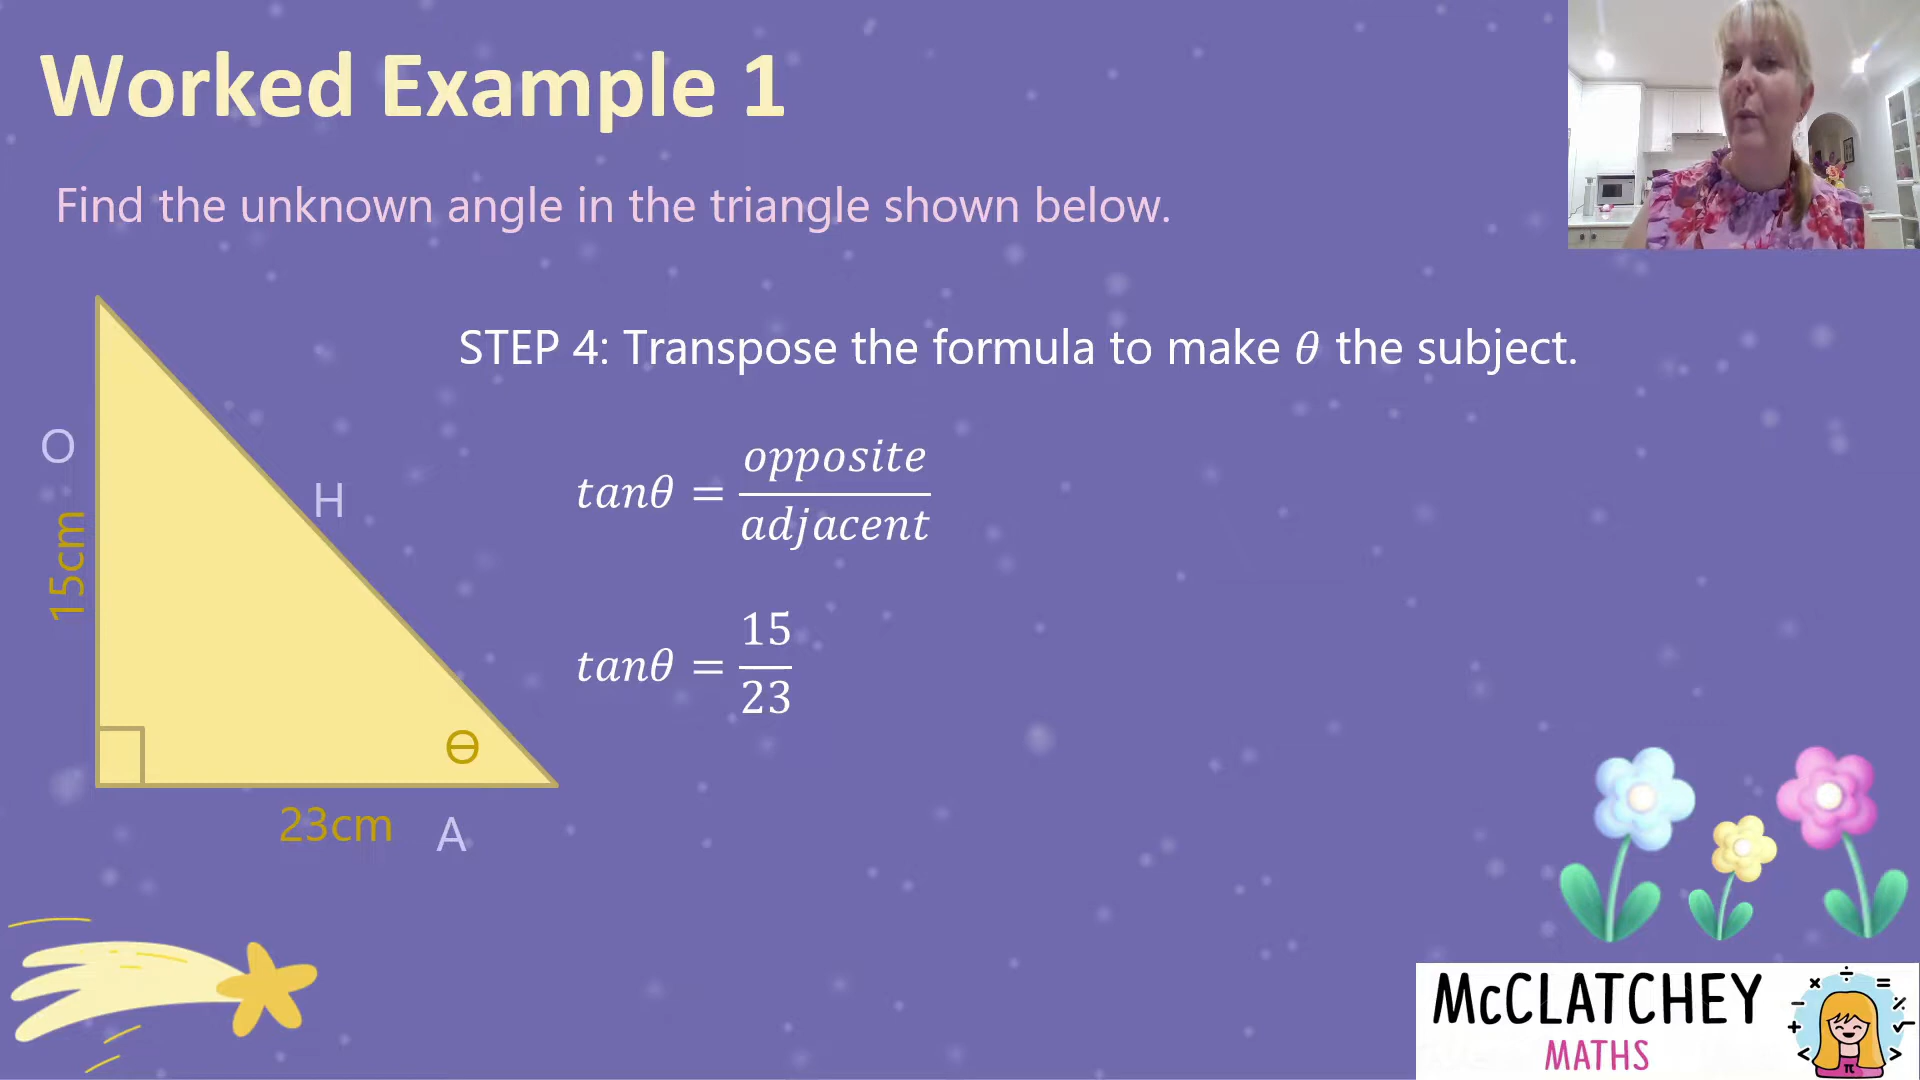 Worked Example 1
Find the unknown angle in the triangle shown below.
STEP 4: Transpose the formula to make θ the subject.
O
H
15cm
tanθ = opposite/adjacent
tanθ = 15/23
Θ
23cm
A
McCLATCHEY
MATHS
× ÷ =
− %
+ √
< >
π